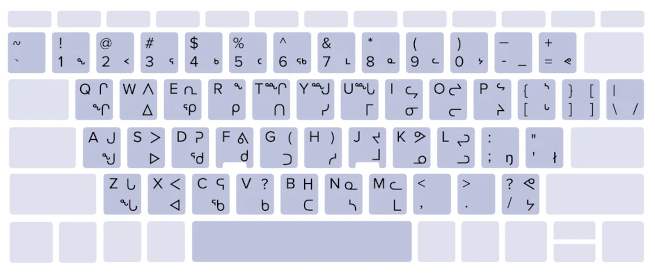 ~ ! @ # $ % ^ & * ( ) – +
` 1 ᖕ 2 ᑉ 3 ᕐ 4 ᒃ 5 ᑦ 6 ᖅ 7 ᒻ 8 ᓐ 9 ᓪ 0 ᔾ - _ = ᕝ
Q ᒋ W ᐱ E ᕆ R ᖕ T ᙱ Y ᙳ U ᙵ I ᓯ O ᓕ P ᔅ { } [ |
ᖏ ᐃ ᕿ ᑭ ᑎ ᔨ ᒥ ᓂ ᓕ [ ] ] \ /
A ᒍ S ᐳ D ᕈ F ᕕ G ( H ) J ᓱ K ᕗ L ᓗ : "
ᖑ ᐅ ᖁ ᑯ ᑐ ᔪ ᒧ ᓄ ᓗ ; ŋ ' ɫ
Z ᒐ X ᐸ C ᕋ V ? B ᕼ N ᓇ M ᓚ < > ? ᕙ
ᖓ ᐊ ᖃ ᑲ ᑕ ᓴ ᒪ , . / ᔭ